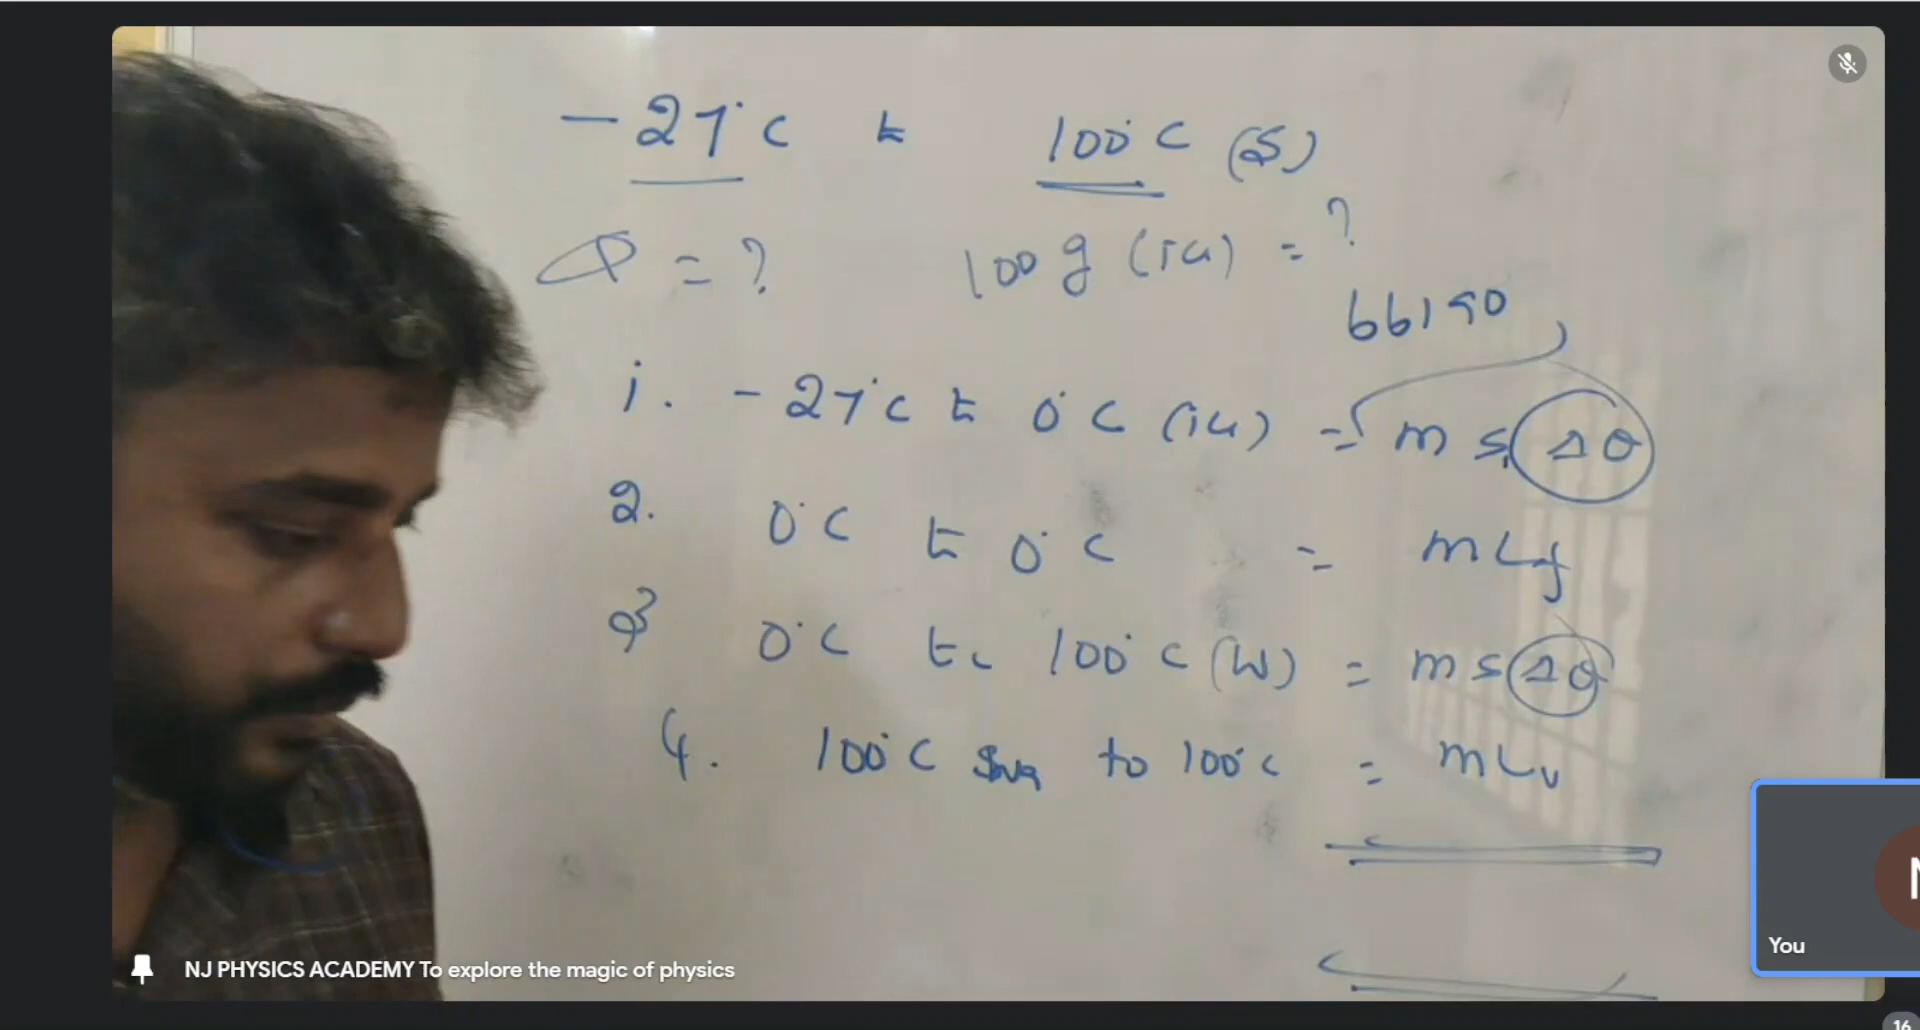 -27°C to 100°C (S)
Q = ? 100 g (ice) = ?
66190
1. -27°C to 0°C (ice) = m s Δθ
2. 0°C to 0°C = mLf
3 0°C to 100°C (W) = m s Δθ
4. 100°C to 100°C = mLv
You
NJ PHYSICS ACADEMY To explore the magic of physics
16